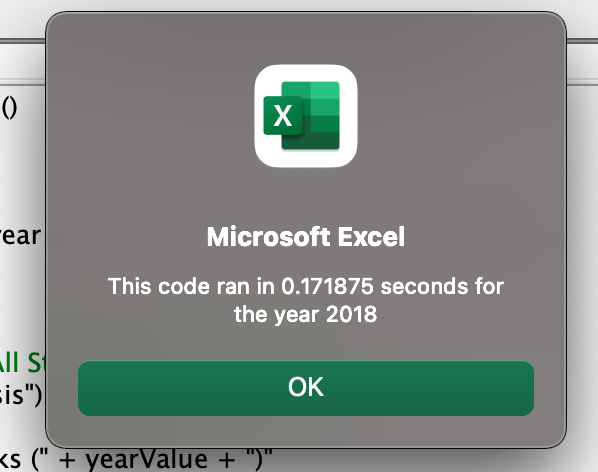 ()
year
Microsoft Excel
This code ran in 0.171875 seconds for
the year 2018
All St
sis")
OK
ks (" + yearValue + ")"